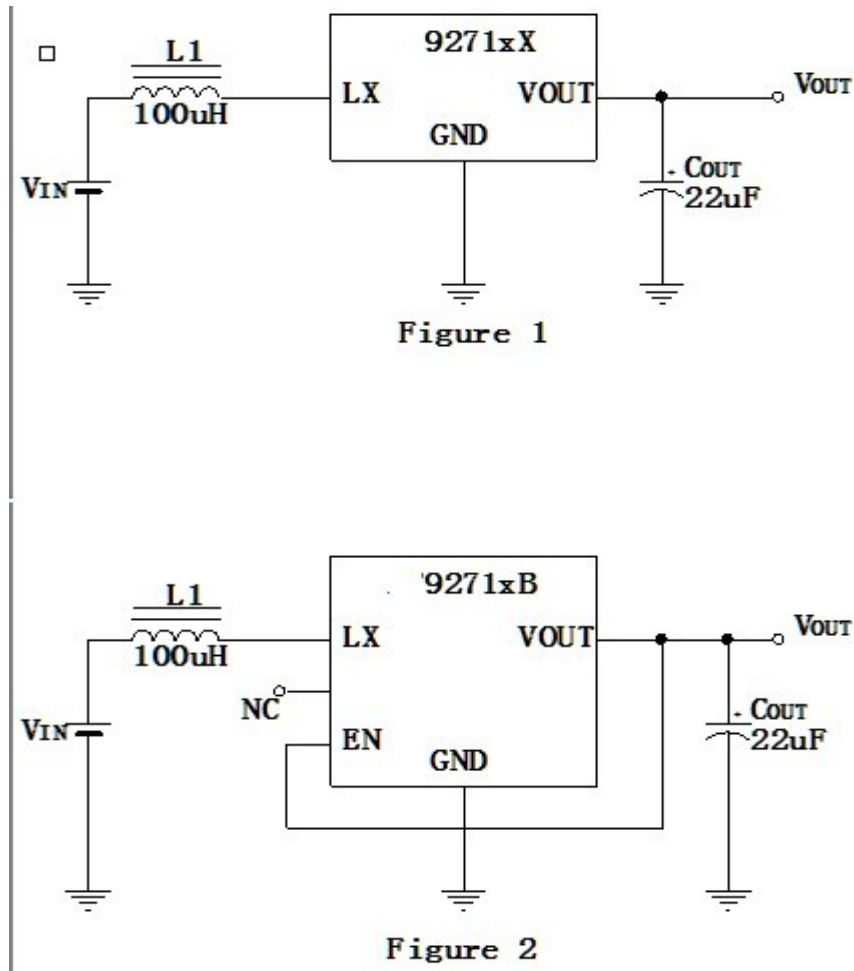 L1
100uH
VIN
9271xX
LX
VOUT
GND
VOUT
+ COUT
22uF
Figure 1
L1
100uH
VIN
9271xB
LX
VOUT
NC
EN
GND
VOUT
+ COUT
22uF
Figure 2